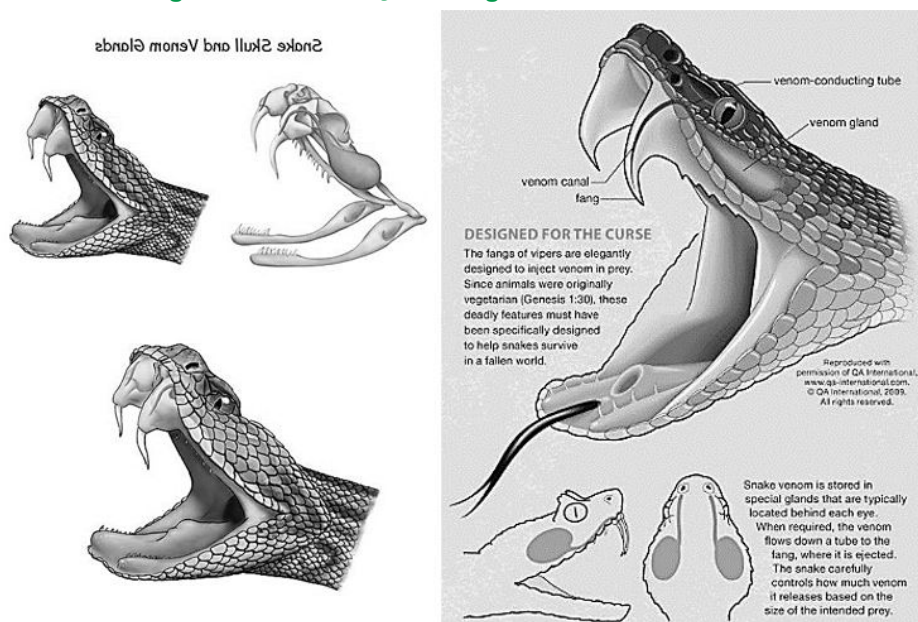 Snake Skull and Venom Glands
venom-conducting tube
venom gland
venom canal
fang
DESIGNED FOR THE CURSE
The fangs of vipers are elegantly
designed to inject venom in prey.
Since animals were originally
vegetarian (Genesis 1:30), these
deadly features must have
been specifically designed
to help snakes survive
in a fallen world.
Reproduced with
permission of QA International,
www.qa-international.com.
© QA International, 2009.
All rights reserved.
Snake venom is stored in
special glands that are typically
located behind each eye.
When required, the venom
flows down a tube to the
fang, where it is ejected.
The snake carefully
controls how much venom
it releases based on the
size of the intended prey.